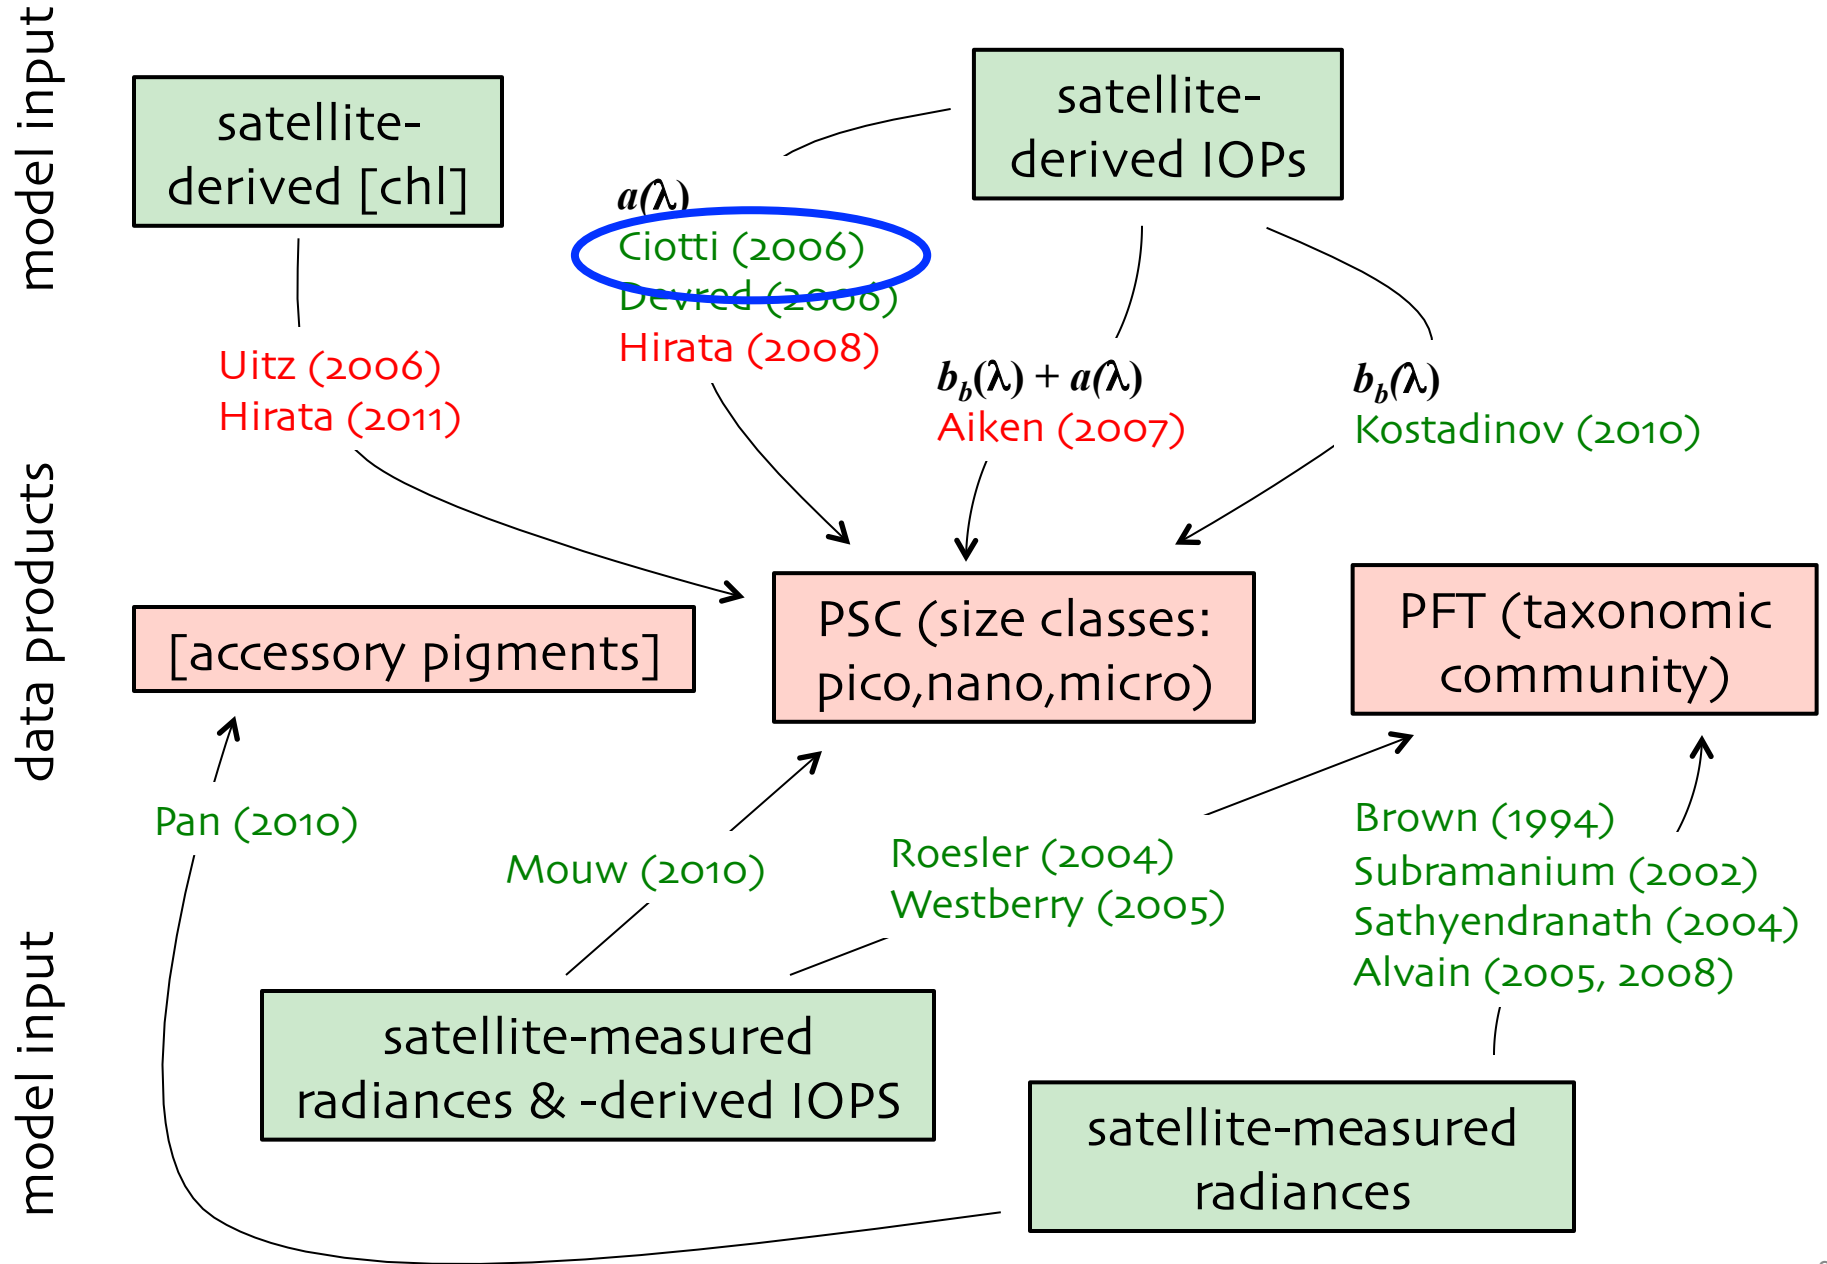 model input
satellite-
derived [chl]
satellite-
derived IOPs
a(λ)
Ciotti (2006)
Devred (2006)
Hirata (2008)
Uitz (2006)
Hirata (2011)
b_b(λ) + a(λ)
Aiken (2007)
b_b(λ)
Kostadinov (2010)
data products
[accessory pigments]
PSC (size classes:
pico,nano,micro)
PFT (taxonomic
community)
Pan (2010)
Mouw (2010)
Roesler (2004)
Westberry (2005)
Brown (1994)
Subramanium (2002)
Sathyendranath (2004)
Alvain (2005, 2008)
model input
satellite-measured
radiances & -derived IOPS
satellite-measured
radiances